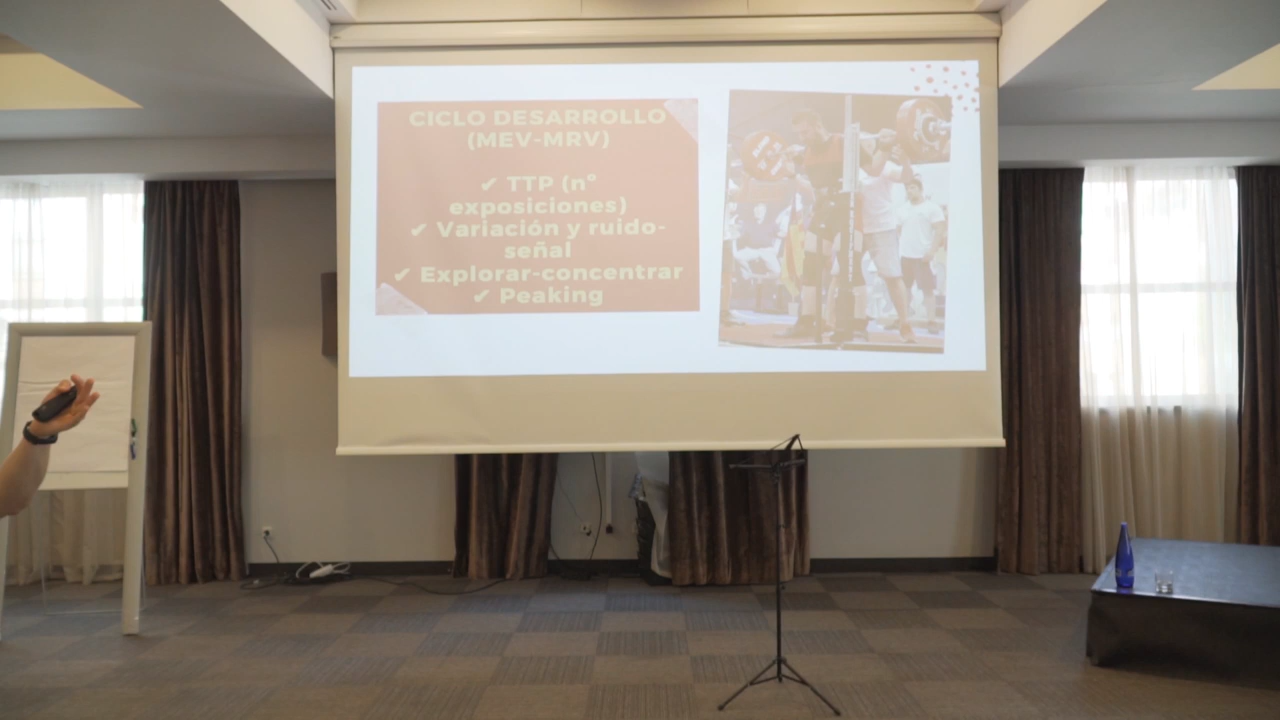 CICLO DESARROLLO
(MEV-MRV)
✔ TTP (nº
exposiciones)
✔ Variación y ruido-
señal
✔ Explorar-concentrar
✔ Peaking